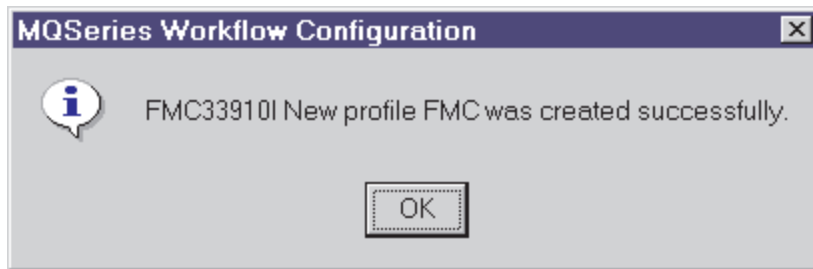 MQSeries Workflow Configuration
FMC33910I New profile FMC was created successfully.
OK